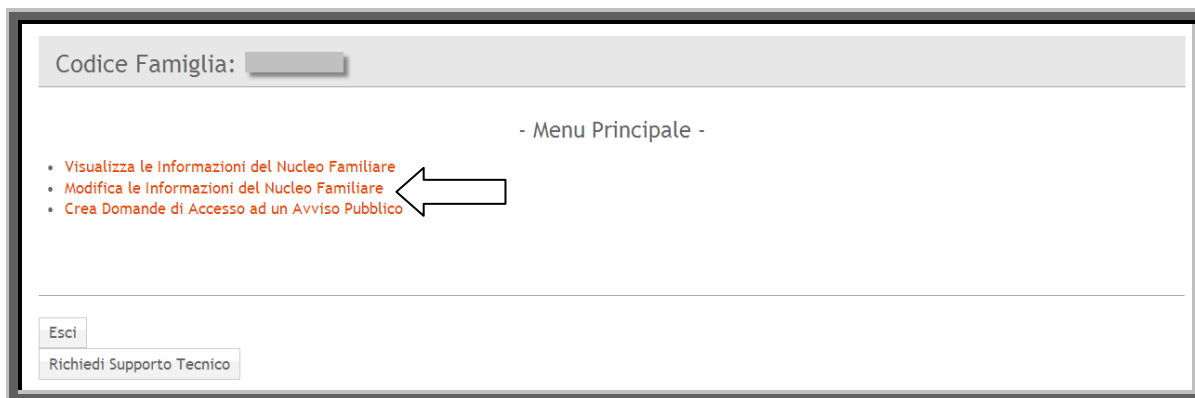 Codice Famiglia:
- Menu Principale -
• Visualizza le Informazioni del Nucleo Familiare
• Modifica le Informazioni del Nucleo Familiare
• Crea Domande di Accesso ad un Avviso Pubblico
Esci
Richiedi Supporto Tecnico